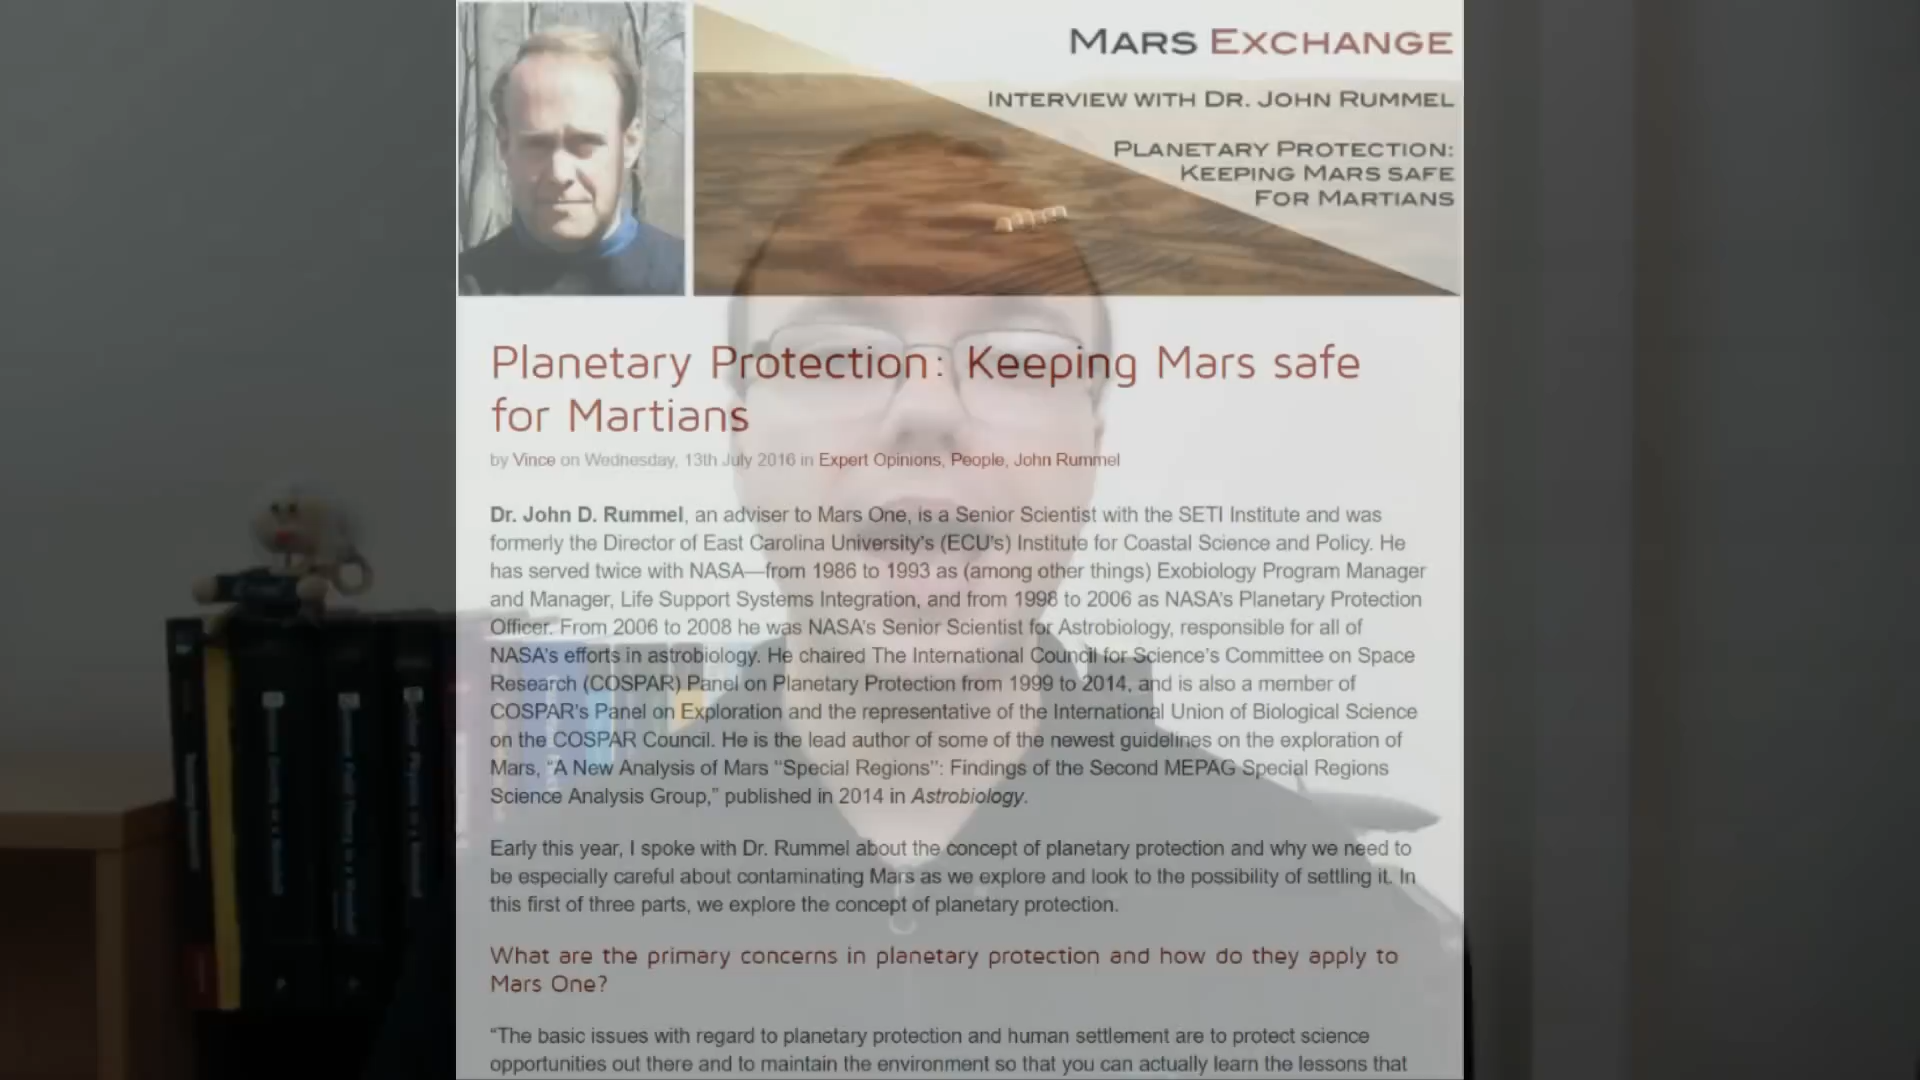 MARS EXCHANGE
INTERVIEW WITH DR. JOHN RUMMEL
PLANETARY PROTECTION:
KEEPING MARS SAFE
FOR MARTIANS
Planetary Protection: Keeping Mars safe
for Martians
by Vince on Wednesday, 13th July 2016 in Expert Opinions, People, John Rummel
Dr. John D. Rummel, an adviser to Mars One, is a Senior Scientist with the SETI Institute and was
formerly the Director of East Carolina University's (ECU's) Institute for Coastal Science and Policy. He
has served twice with NASA—from 1986 to 1993 as (among other things) Exobiology Program Manager
and Manager, Life Support Systems Integration, and from 1998 to 2006 as NASA's Planetary Protection
Officer. From 2006 to 2008 he was NASA's Senior Scientist for Astrobiology, responsible for all of
NASA's efforts in astrobiology. He chaired The International Council for Science's Committee on Space
Research (COSPAR) Panel on Planetary Protection from 1999 to 2014, and is also a member of
COSPAR's Panel on Exploration and the representative of the International Union of Biological Science
on the COSPAR Council. He is the lead author of some of the newest guidelines on the exploration of
Mars, “A New Analysis of Mars “Special Regions”: Findings of the Second MEPAG Special Regions
Science Analysis Group,” published in 2014 in Astrobiology.
Early this year, I spoke with Dr. Rummel about the concept of planetary protection and why we need to
be especially careful about contaminating Mars as we explore and look to the possibility of settling it. In
this first of three parts, we explore the concept of planetary protection.
What are the primary concerns in planetary protection and how do they apply to
Mars One?
“The basic issues with regard to planetary protection and human settlement are to protect science
opportunities out there and to maintain the environment so that you can actually learn the lessons that